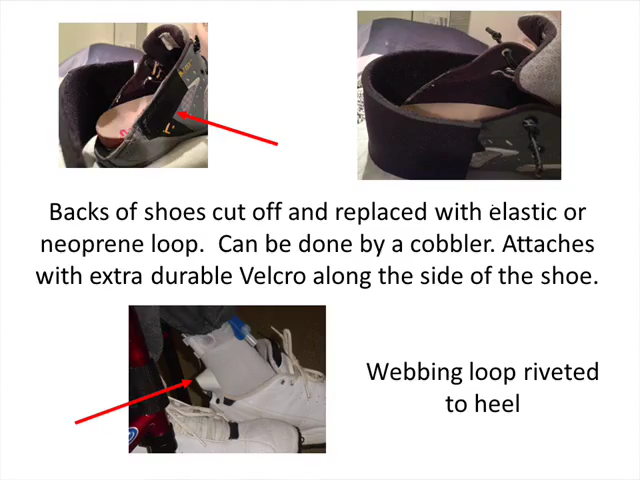 Backs of shoes cut off and replaced with elastic or
neoprene loop.  Can be done by a cobbler. Attaches
with extra durable Velcro along the side of the shoe.
Webbing loop riveted
to heel